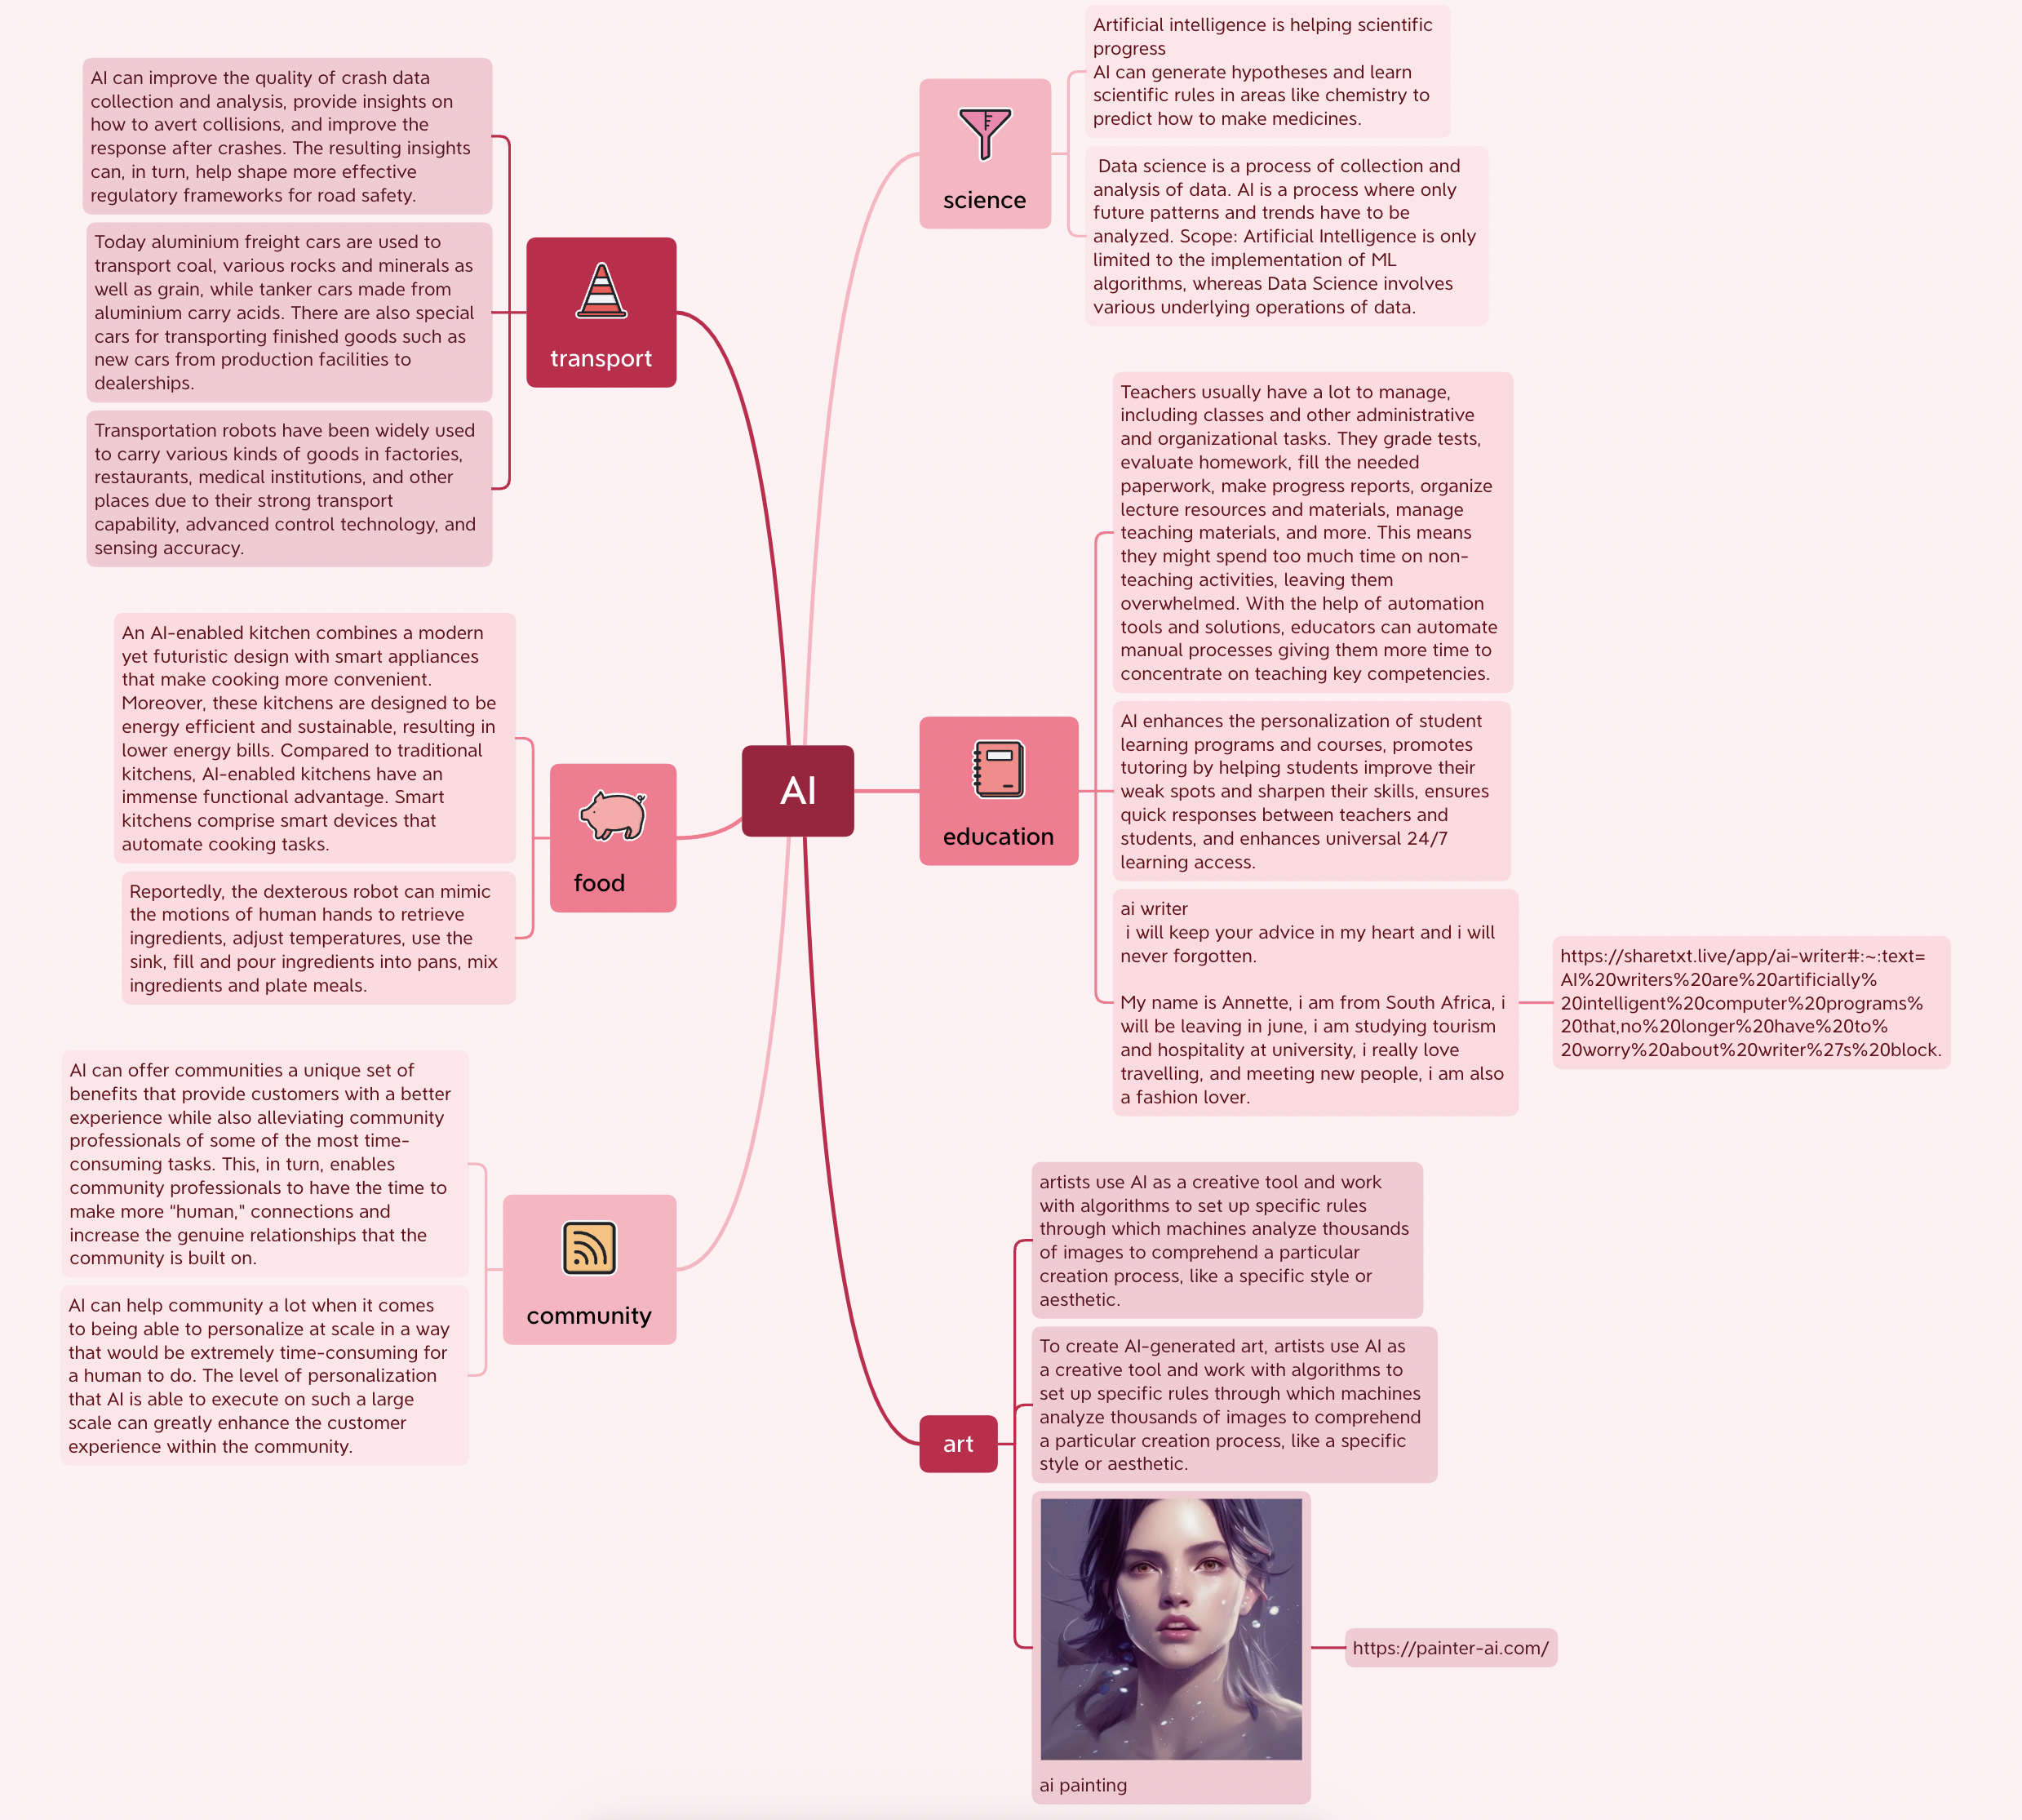 AI
transport
AI can improve the quality of crash data
collection and analysis, provide insights on
how to avert collisions, and improve the
response after crashes. The resulting insights
can, in turn, help shape more effective
regulatory frameworks for road safety.
Today aluminium freight cars are used to
transport coal, various rocks and minerals as
well as grain, while tanker cars made from
aluminium carry acids. There are also special
cars for transporting finished goods such as
new cars from production facilities to
dealerships.
Transportation robots have been widely used
to carry various kinds of goods in factories,
restaurants, medical institutions, and other
places due to their strong transport
capability, advanced control technology, and
sensing accuracy.
food
An AI-enabled kitchen combines a modern
yet futuristic design with smart appliances
that make cooking more convenient.
Moreover, these kitchens are designed to be
energy efficient and sustainable, resulting in
lower energy bills. Compared to traditional
kitchens, AI-enabled kitchens have an
immense functional advantage. Smart
kitchens comprise smart devices that
automate cooking tasks.
Reportedly, the dexterous robot can mimic
the motions of human hands to retrieve
ingredients, adjust temperatures, use the
sink, fill and pour ingredients into pans, mix
ingredients and plate meals.
community
AI can offer communities a unique set of
benefits that provide customers with a better
experience while also alleviating community
professionals of some of the most time-
consuming tasks. This, in turn, enables
community professionals to have the time to
make more "human," connections and
increase the genuine relationships that the
community is built on.
AI can help community a lot when it comes
to being able to personalize at scale in a way
that would be extremely time-consuming for
a human to do. The level of personalization
that AI is able to execute on such a large
scale can greatly enhance the customer
experience within the community.
science
Artificial intelligence is helping scientific
progress
AI can generate hypotheses and learn
scientific rules in areas like chemistry to
predict how to make medicines.
Data science is a process of collection and
analysis of data. AI is a process where only
future patterns and trends have to be
analyzed. Scope: Artificial Intelligence is only
limited to the implementation of ML
algorithms, whereas Data Science involves
various underlying operations of data.
education
Teachers usually have a lot to manage,
including classes and other administrative
and organizational tasks. They grade tests,
evaluate homework, fill the needed
paperwork, make progress reports, organize
lecture resources and materials, manage
teaching materials, and more. This means
they might spend too much time on non-
teaching activities, leaving them
overwhelmed. With the help of automation
tools and solutions, educators can automate
manual processes giving them more time to
concentrate on teaching key competencies.
AI enhances the personalization of student
learning programs and courses, promotes
tutoring by helping students improve their
weak spots and sharpen their skills, ensures
quick responses between teachers and
students, and enhances universal 24/7
learning access.
ai writer
i will keep your advice in my heart and i will
never forgotten.
My name is Annette, i am from South Africa, i
will be leaving in june, i am studying tourism
and hospitality at university, i really love
travelling, and meeting new people, i am also
a fashion lover.
https://sharetxt.live/app/ai-writer#:~:text=
AI%20writers%20are%20artificially%
20intelligent%20computer%20programs%
20that,no%20longer%20have%20to%
20worry%20about%20writer%27s%20block.
art
artists use AI as a creative tool and work
with algorithms to set up specific rules
through which machines analyze thousands
of images to comprehend a particular
creation process, like a specific style or
aesthetic.
To create AI-generated art, artists use AI as
a creative tool and work with algorithms to
set up specific rules through which machines
analyze thousands of images to comprehend
a particular creation process, like a specific
style or aesthetic.
ai painting
https://painter-ai.com/